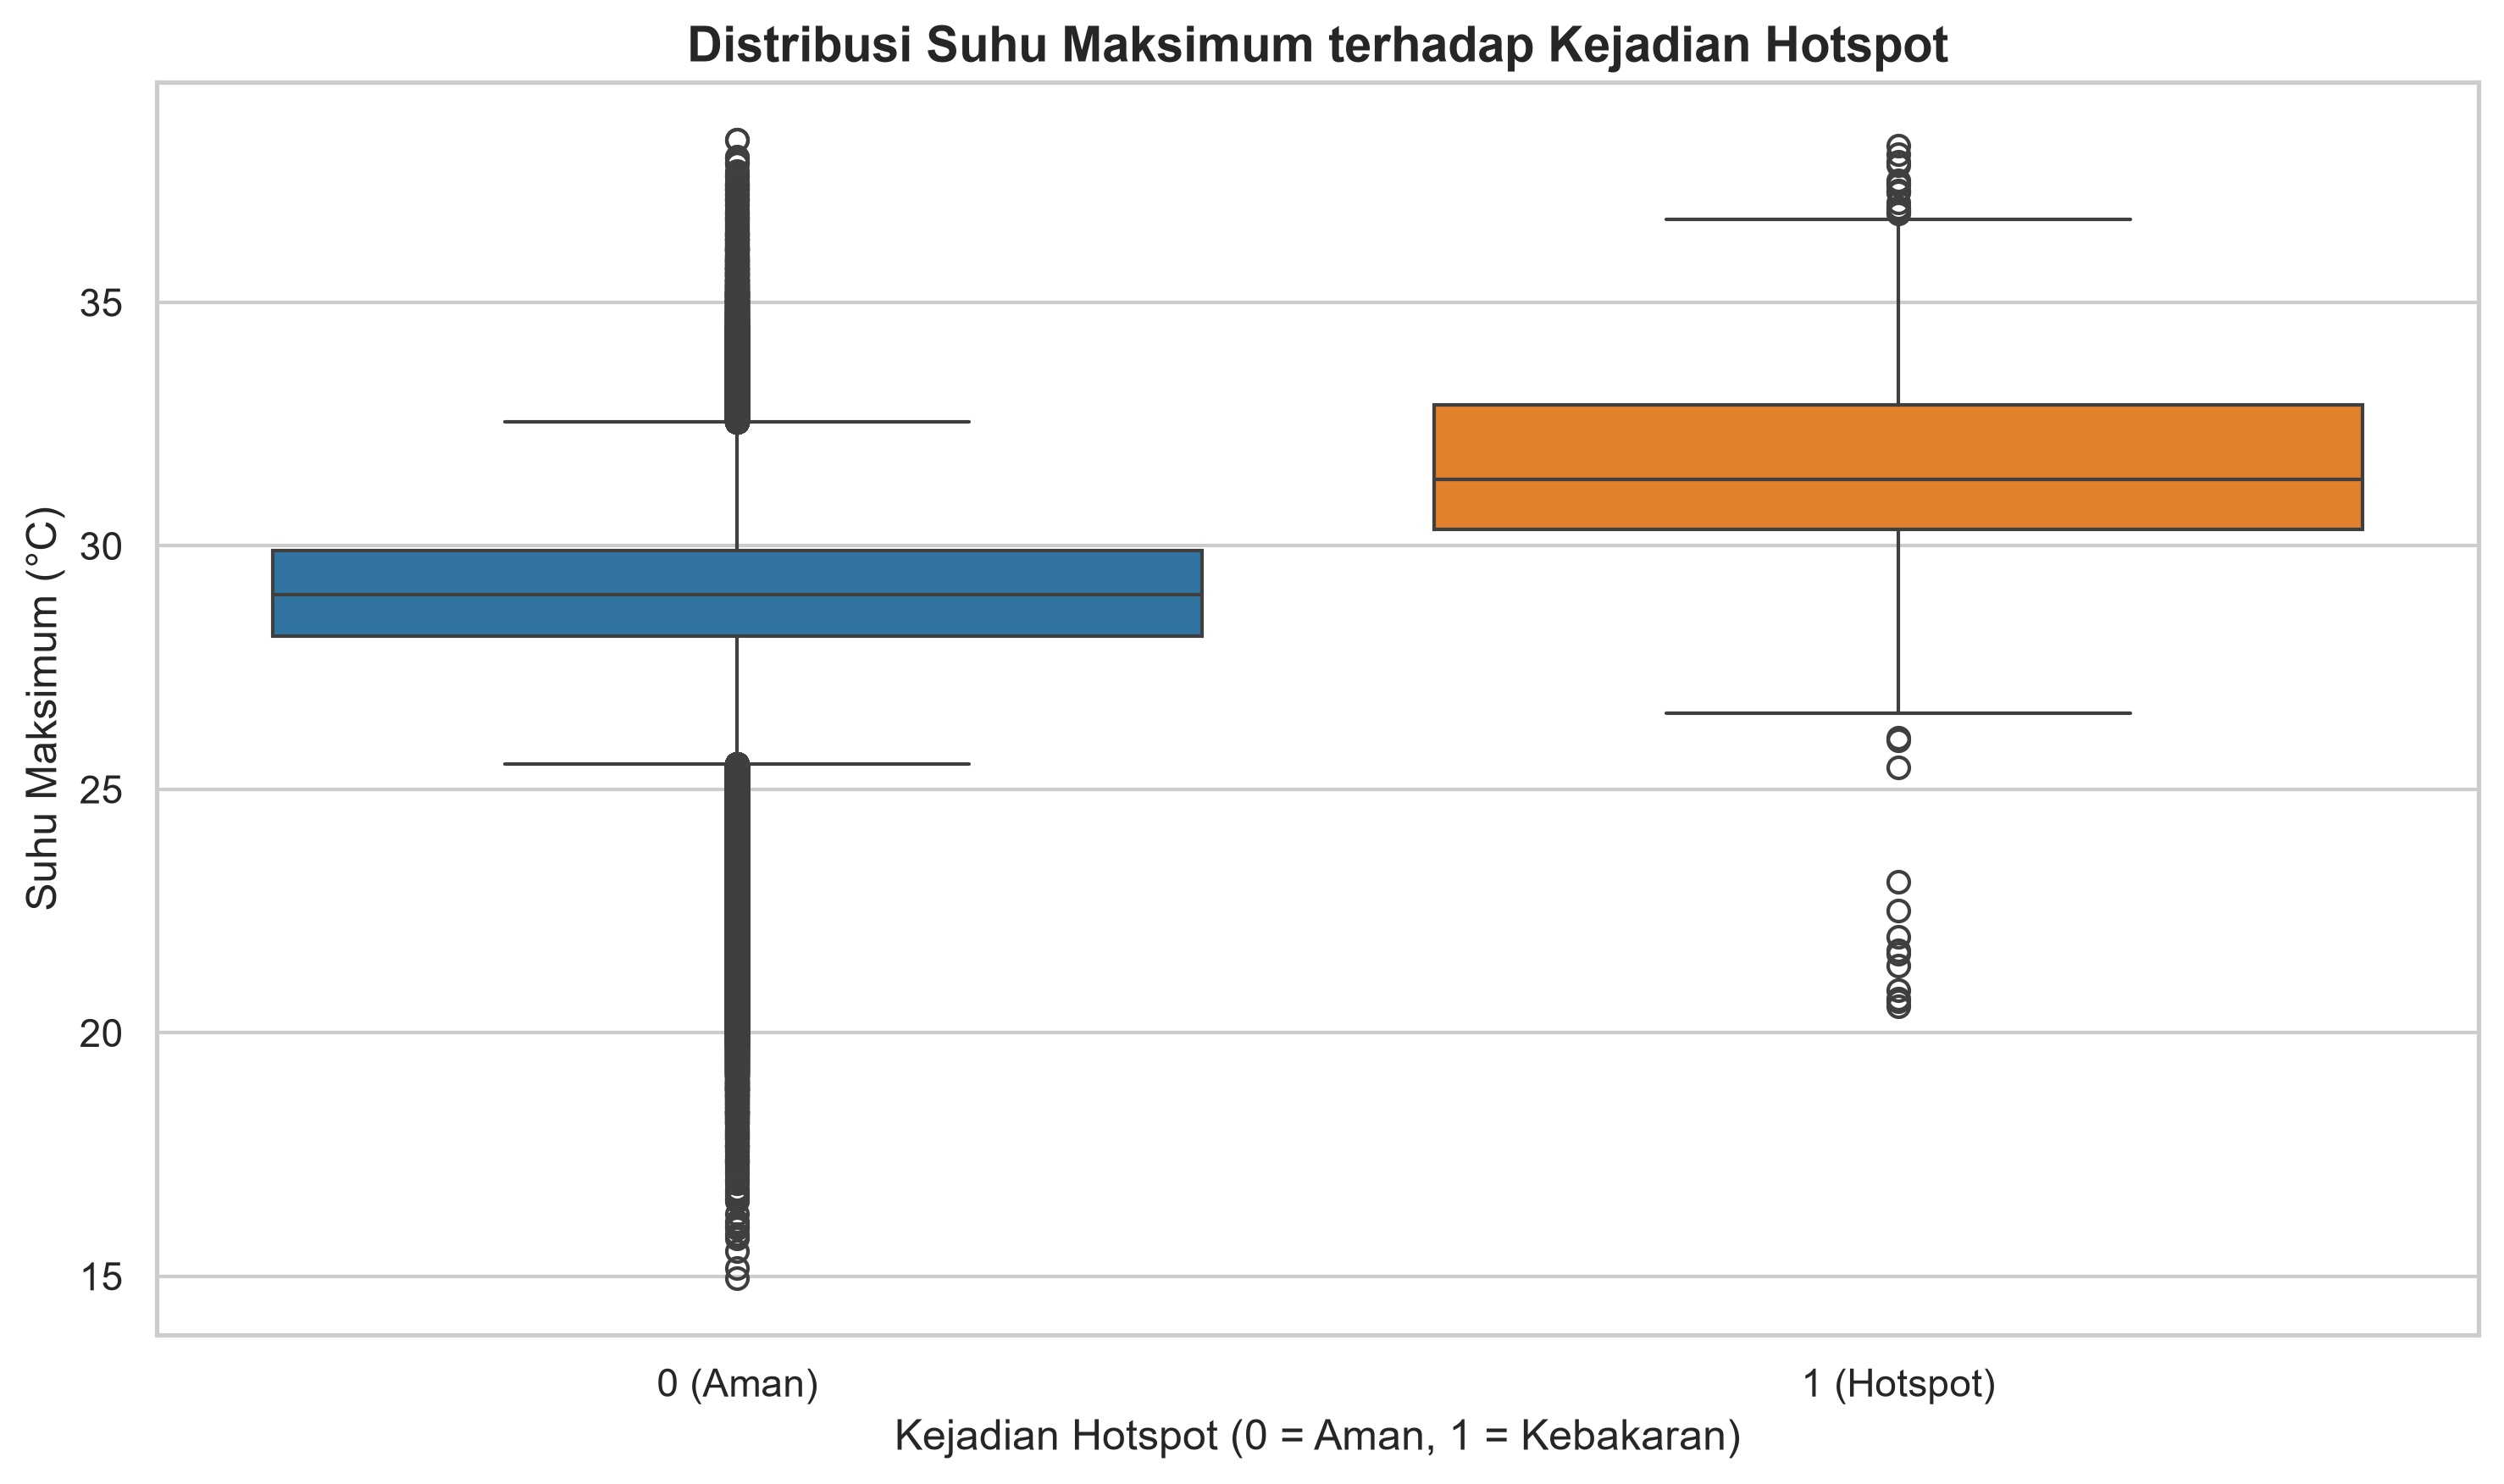 Distribusi Suhu Maksimum terhadap Kejadian Hotspot
Suhu Maksimum (°C)
35
30
25
20
15
0 (Aman)
1 (Hotspot)
Kejadian Hotspot (0 = Aman, 1 = Kebakaran)